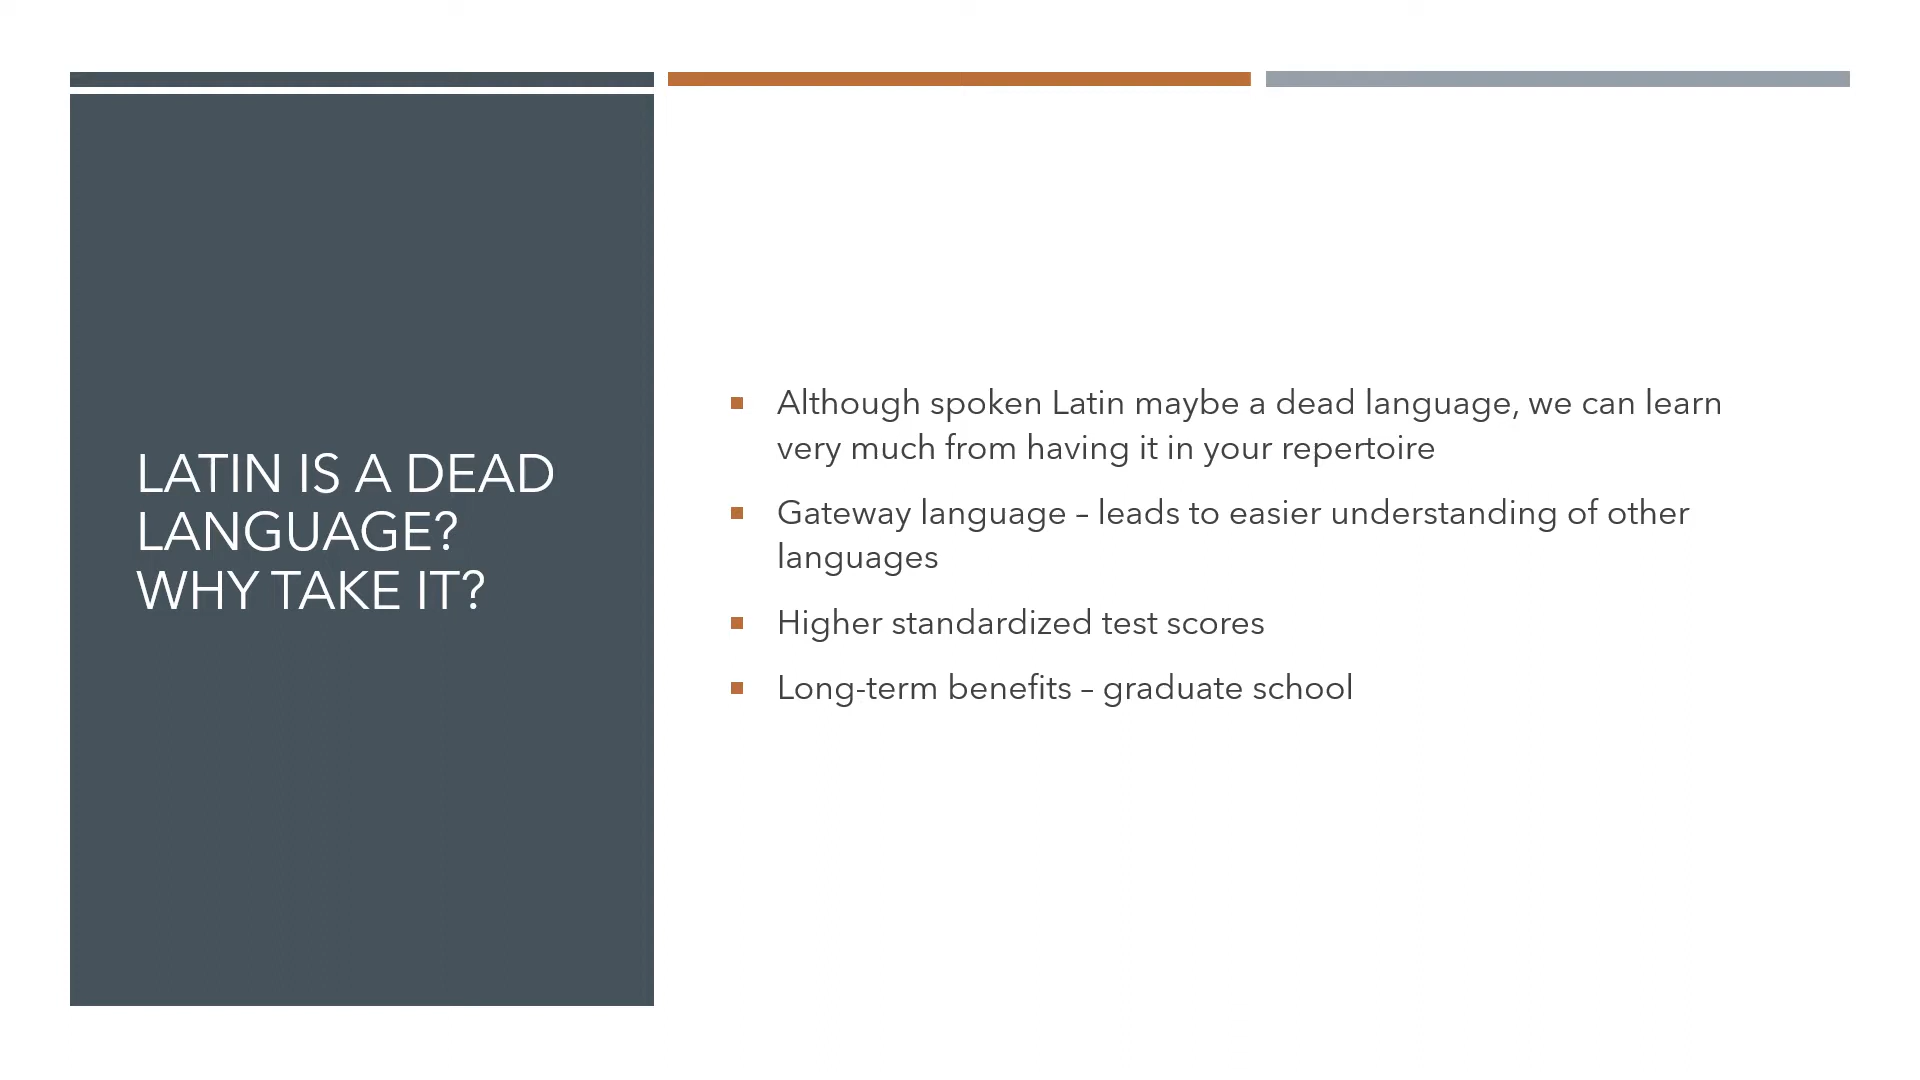 LATIN IS A DEAD
LANGUAGE?
WHY TAKE IT?
Although spoken Latin maybe a dead language, we can learn
very much from having it in your repertoire
Gateway language – leads to easier understanding of other
languages
Higher standardized test scores
Long-term benefits – graduate school